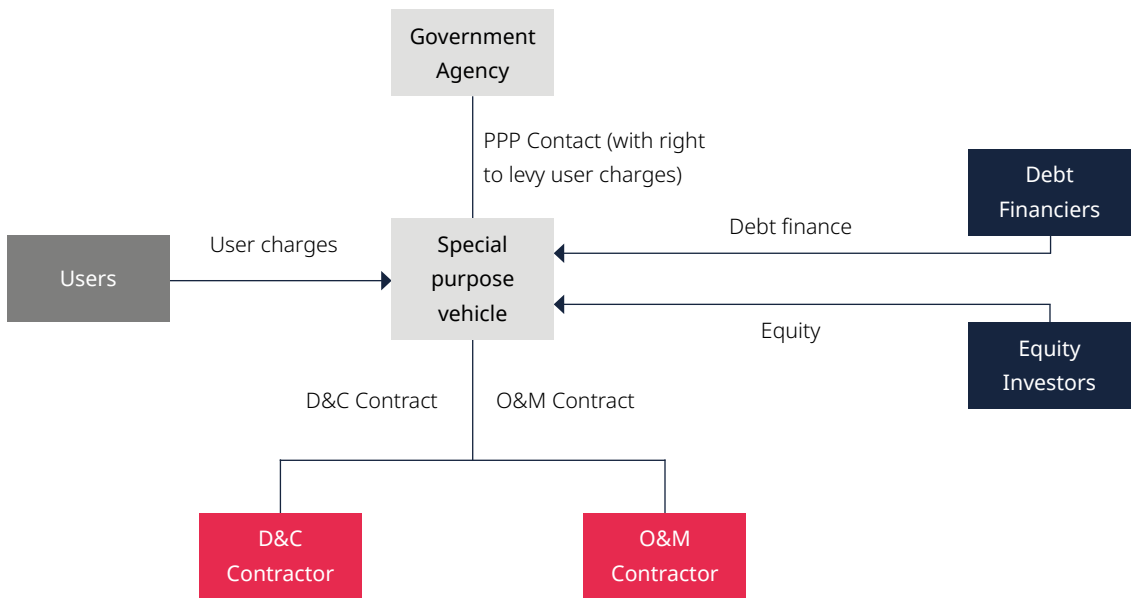 Government
Agency
PPP Contact (with right
to levy user charges)
Debt
Financiers
Debt finance
User charges
Users
Special
purpose
vehicle
Equity
Equity
Investors
D&C Contract
O&M Contract
D&C
Contractor
O&M
Contractor